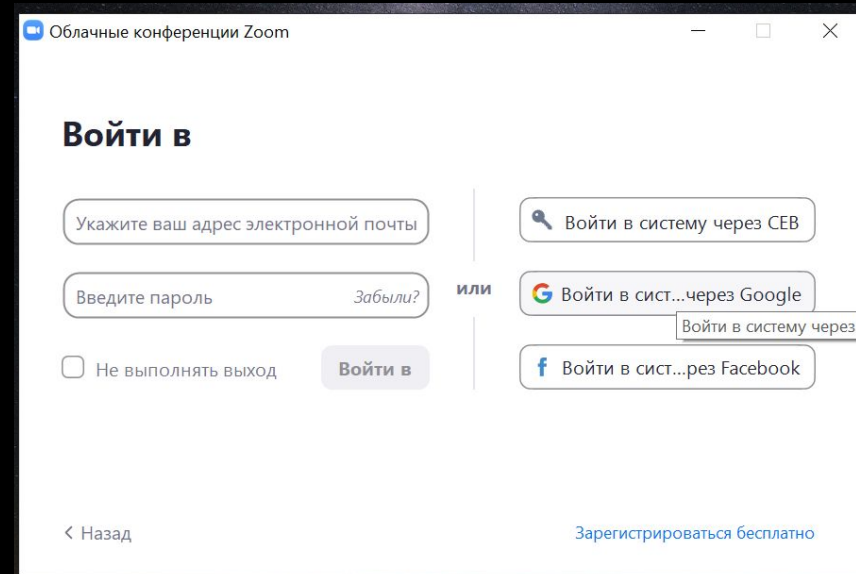 Облачные конференции Zoom
Войти в
Укажите ваш адрес электронной почты
Введите пароль
Забыли?
Не выполнять выход
Войти в
или
Войти в систему через СЕВ
Войти в сист...через Google
Войти в систему через
Войти в сист...рез Facebook
Назад
Зарегистрироваться бесплатно